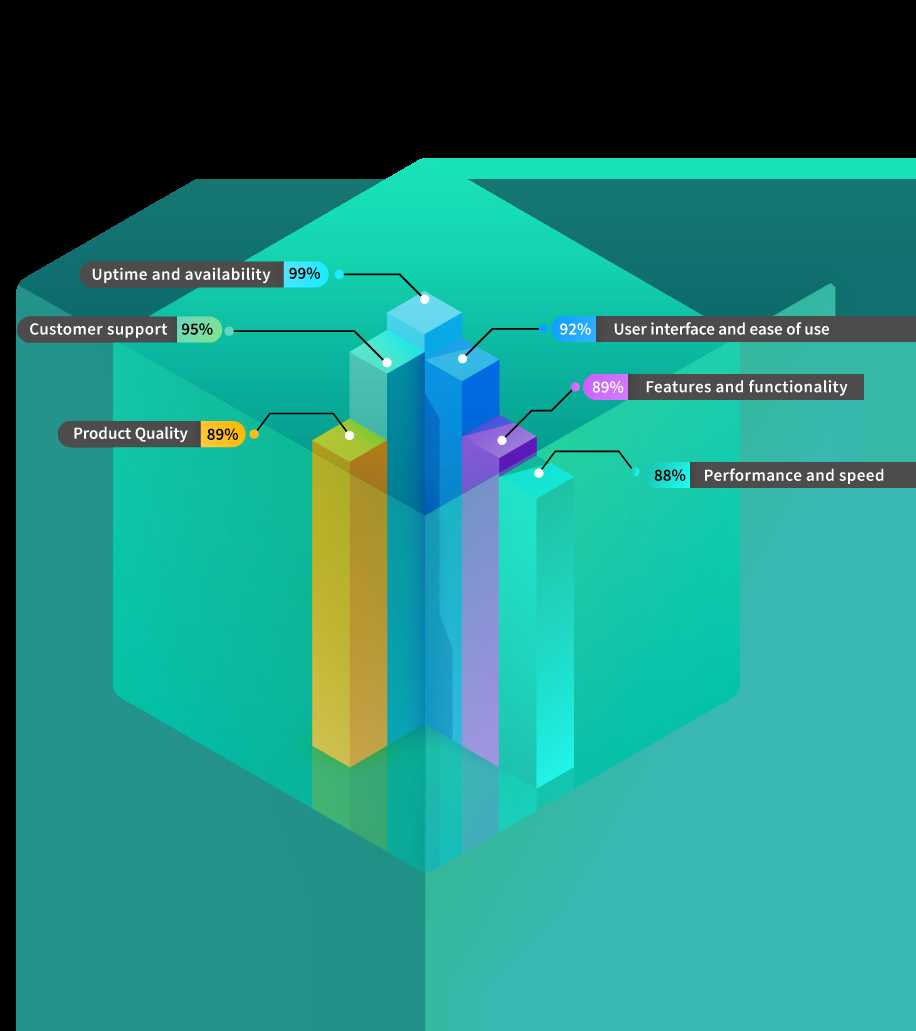 Uptime and availability 99%
Customer support 95%
92% User interface and ease of use
89% Features and functionality
Product Quality 89%
88% Performance and speed